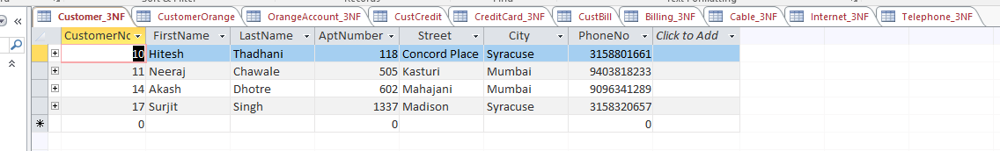 Customer_3NF CustomerOrange OrangeAccount_3NF CustCredit CreditCard_3NF CustBill Billing_3NF Cable_3NF Internet_3NF Telephone_3NF
CustomerNo FirstName LastName AptNumber Street City PhoneNo Click to Add
10 Hitesh Thadhani 118 Concord Place Syracuse 3158801661
11 Neeraj Chawale 505 Kasturi Mumbai 9403818233
14 Akash Dhotre 602 Mahajani Mumbai 9096341289
17 Surjit Singh 1337 Madison Syracuse 3158320657
0 0 0